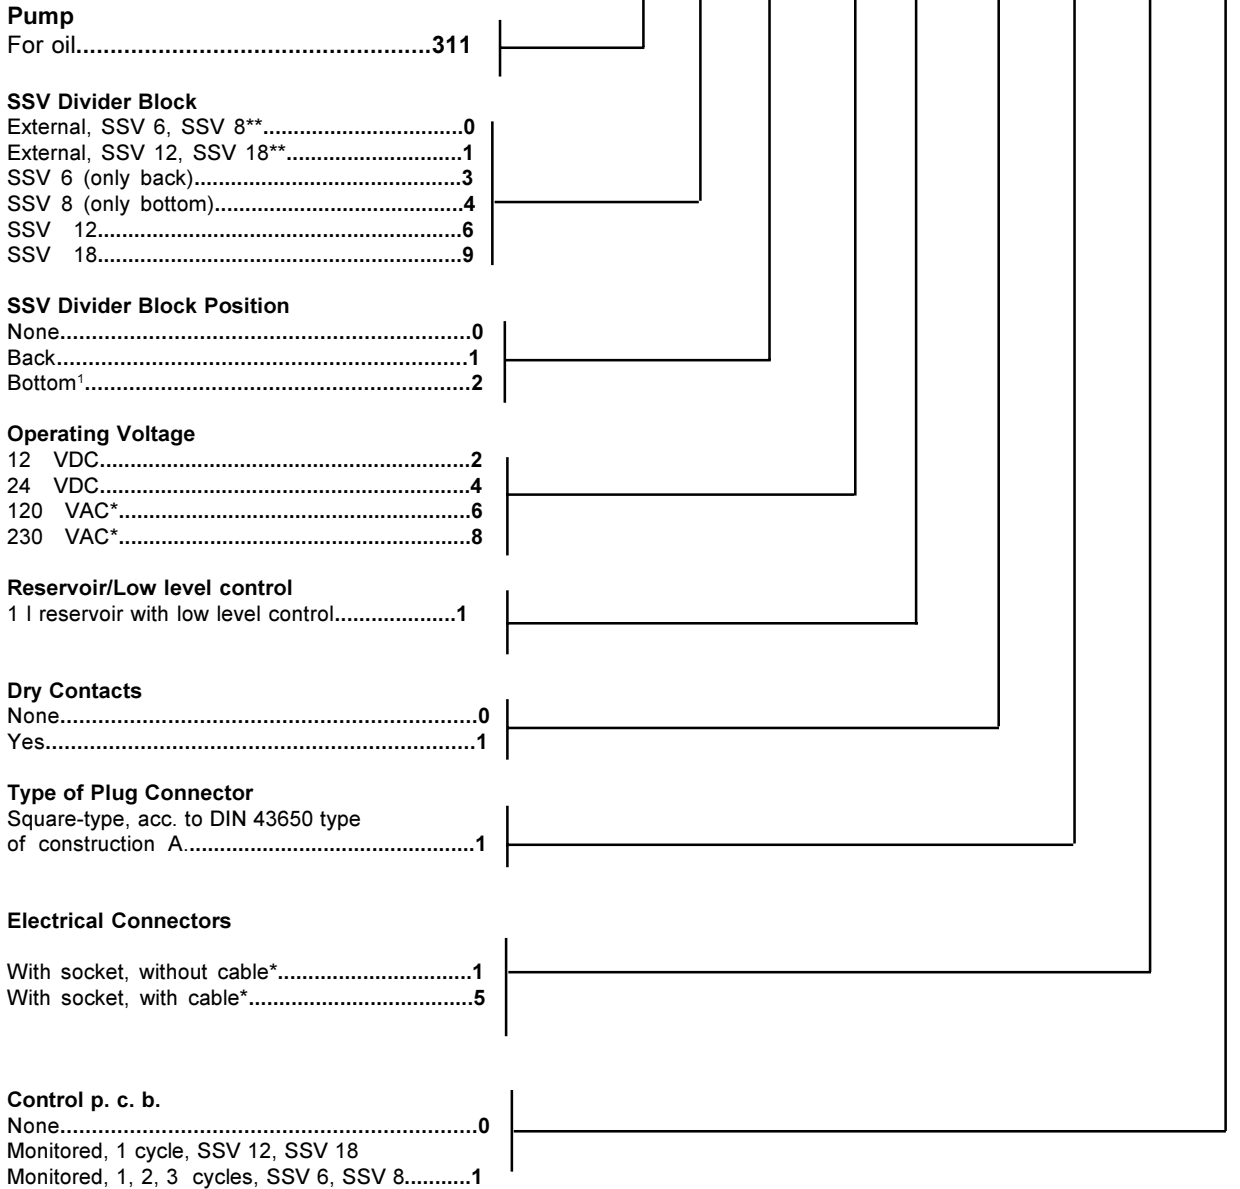 Pump
For oil.....................................................311
SSV Divider Block
External, SSV 6, SSV 8**.................................0
External, SSV 12, SSV 18**.............................1
SSV 6 (only back).............................................3
SSV 8 (only bottom).........................................4
SSV 12.............................................................6
SSV 18.............................................................9
SSV Divider Block Position
None.....................................................................0
Back.....................................................................1
Bottom¹................................................................2
Operating Voltage
12 VDC..............................................................2
24 VDC..............................................................4
120 VAC*...........................................................6
230 VAC*...........................................................8
Reservoir/Low level control
1 l reservoir with low level control....................1
Dry Contacts
None......................................................................0
Yes........................................................................1
Type of Plug Connector
Square-type, acc. to DIN 43650 type
of construction A................................................1
Electrical Connectors
With socket, without cable*............................1
With socket, with cable*.....................................5
Control p. c. b.
None......................................................................0
Monitored, 1 cycle, SSV 12, SSV 18
Monitored, 1, 2, 3 cycles, SSV 6, SSV 8...........1